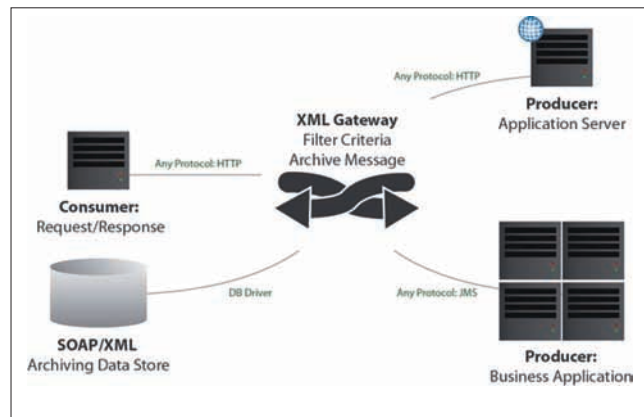 Any Protocol: HTTP
Producer:
Application Server
XML Gateway
Filter Criteria
Archive Message
Any Protocol: HTTP
Consumer:
Request/Response
DB Driver
Any Protocol: JMS
SOAP/XML
Archiving Data Store
Producer:
Business Application